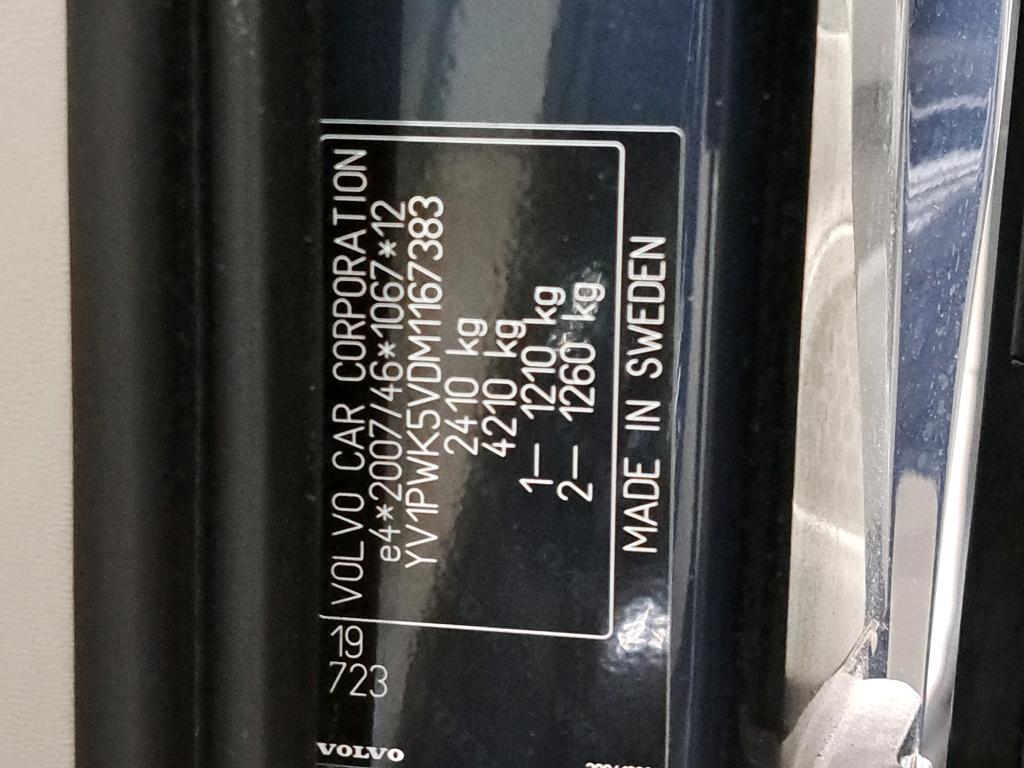 VOLVO CAR CORPORATION
e4*2007/46*1067*12
YV1PWK5VDM1167383
2410 kg
4210 kg
1– 1210 kg
2– 1260 kg
MADE IN SWEDEN
19
723
VOLVO